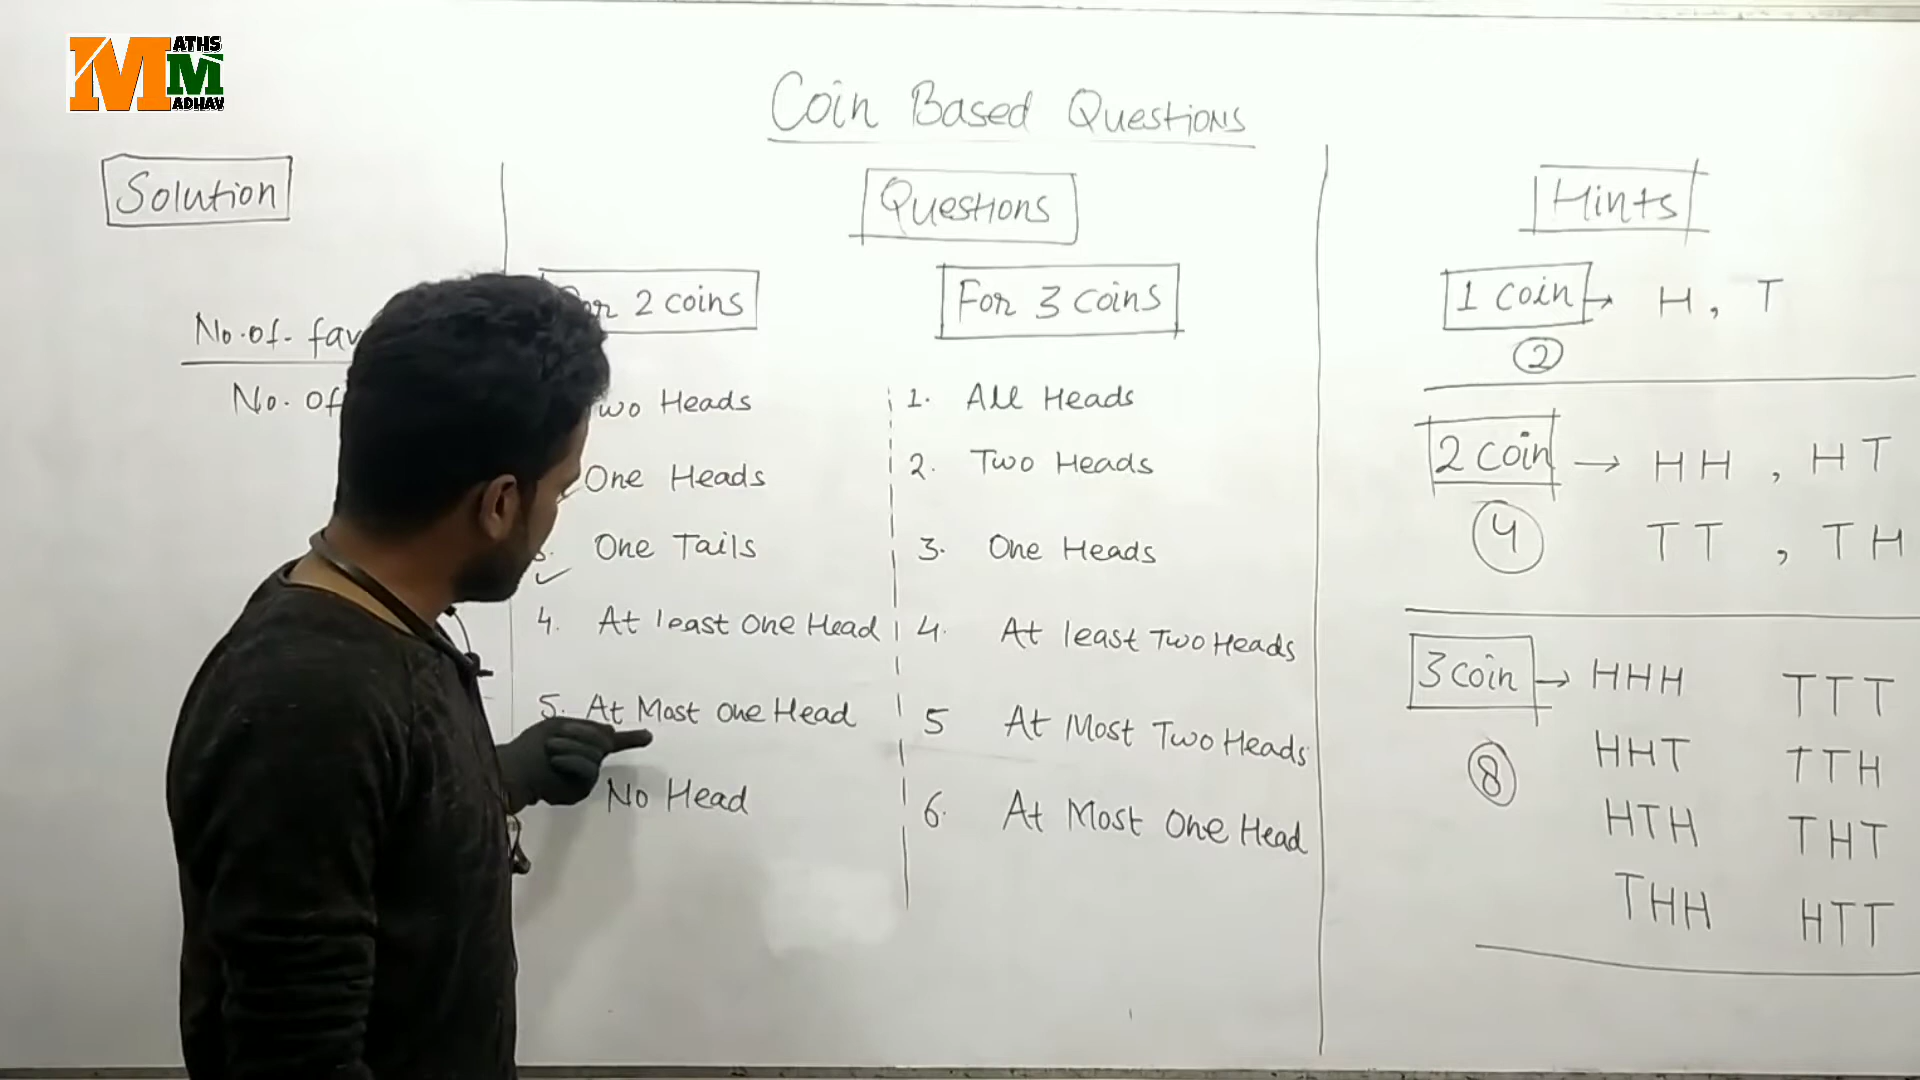 MATHS
MADHAV
Coin Based Questions
Solution
Questions
Hints
For 2 coins
For 3 coins
1 coin → H, T
2
No. of fav
No. of
Heads
1. All Heads
2 coin → HH, HT
4
TT, TH
One Heads
2. Two Heads
One Tails
3. One Heads
4. At least One Head
4. At least Two Heads
3 coin → HHH TTT
8
HHT TTH
HTH THT
THH HTT
5. At Most One Head
5 At Most Two Heads
No Head
6. At Most One Head